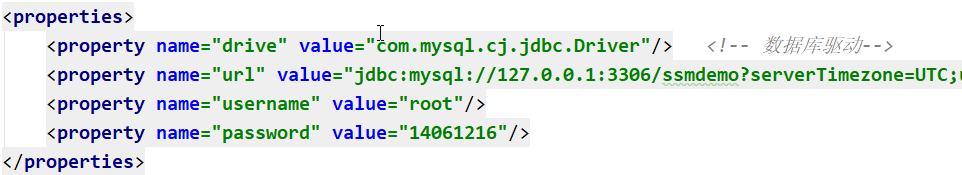 <properties>
<property name="drive" value="com.mysql.cj.jdbc.Driver"/> <!-- 数据库驱动-->
<property name="url" value="jdbc:mysql://127.0.0.1:3306/ssmdemo?serverTimezone=UTC;
<property name="username" value="root"/>
<property name="password" value="14061216"/>
</properties>